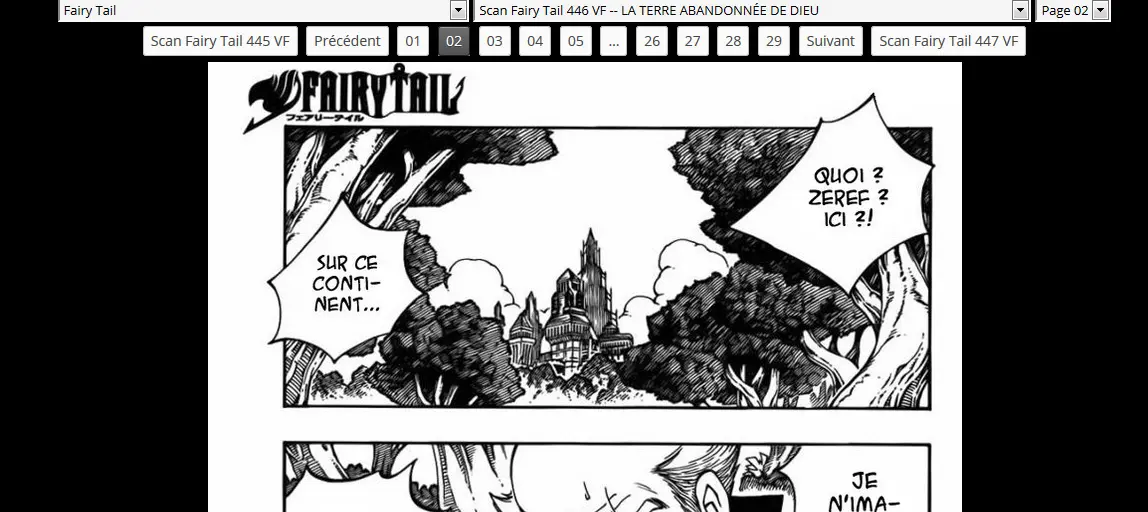 Fairy Tail
Scan Fairy Tail 446 VF -- LA TERRE ABANDONNÉE DE DIEU
Page 02
Scan Fairy Tail 445 VF
Précédent
01
02
03
04
05
...
26
27
28
29
Suivant
Scan Fairy Tail 447 VF
FAIRY TAIL
フェアリーテイル
QUOI ?
ZEREF ?
ICI ?!
SUR CE
CONTI-
NENT...
JE
N'IMA-